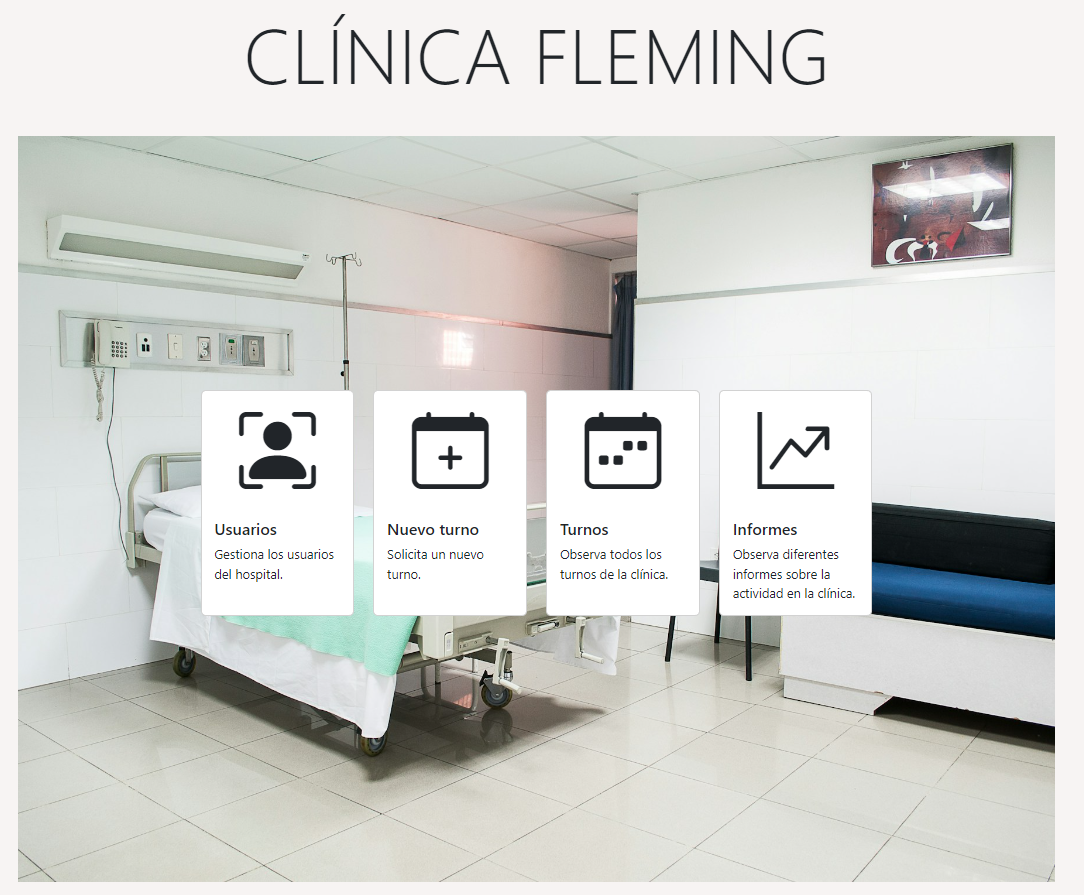 CLÍNICA FLEMING
Usuarios
Gestiona los usuarios
del hospital.
Nuevo turno
Solicita un nuevo
turno.
Turnos
Observa todos los
turnos de la clínica.
Informes
Observa diferentes
informes sobre la
actividad en la clínica.